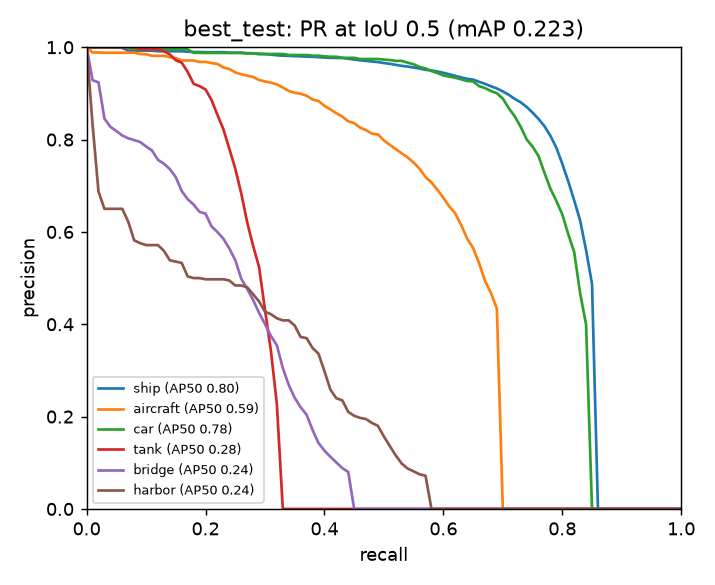 best_test: PR at IoU 0.5 (mAP 0.223)
precision
1.0
0.8
0.6
0.4
0.2
0.0
ship (AP50 0.80)
aircraft (AP50 0.59)
car (AP50 0.78)
tank (AP50 0.28)
bridge (AP50 0.24)
harbor (AP50 0.24)
0.0 0.2 0.4 0.6 0.8 1.0
recall